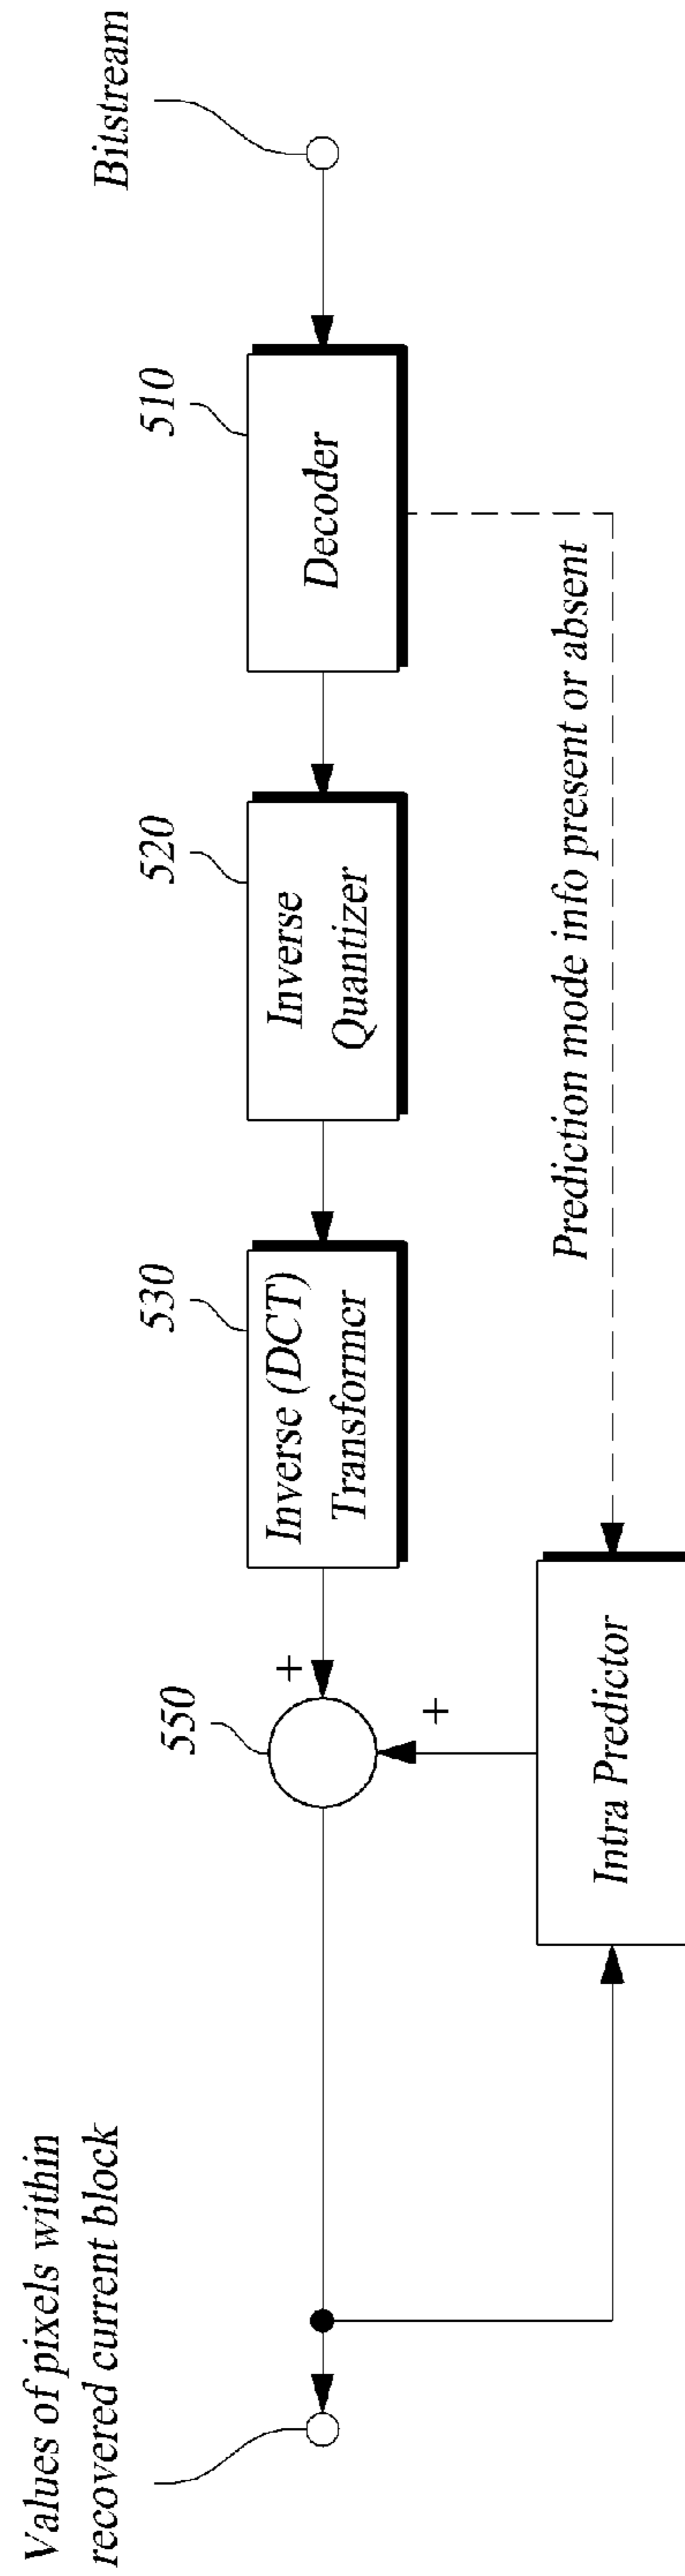 Bitstream
510
Decoder
520
Inverse
Quantizer
530
Inverse (DCT)
Transformer
550
+
+
Prediction mode info present or absent
Intra Predictor
Values of pixels within
recovered current block